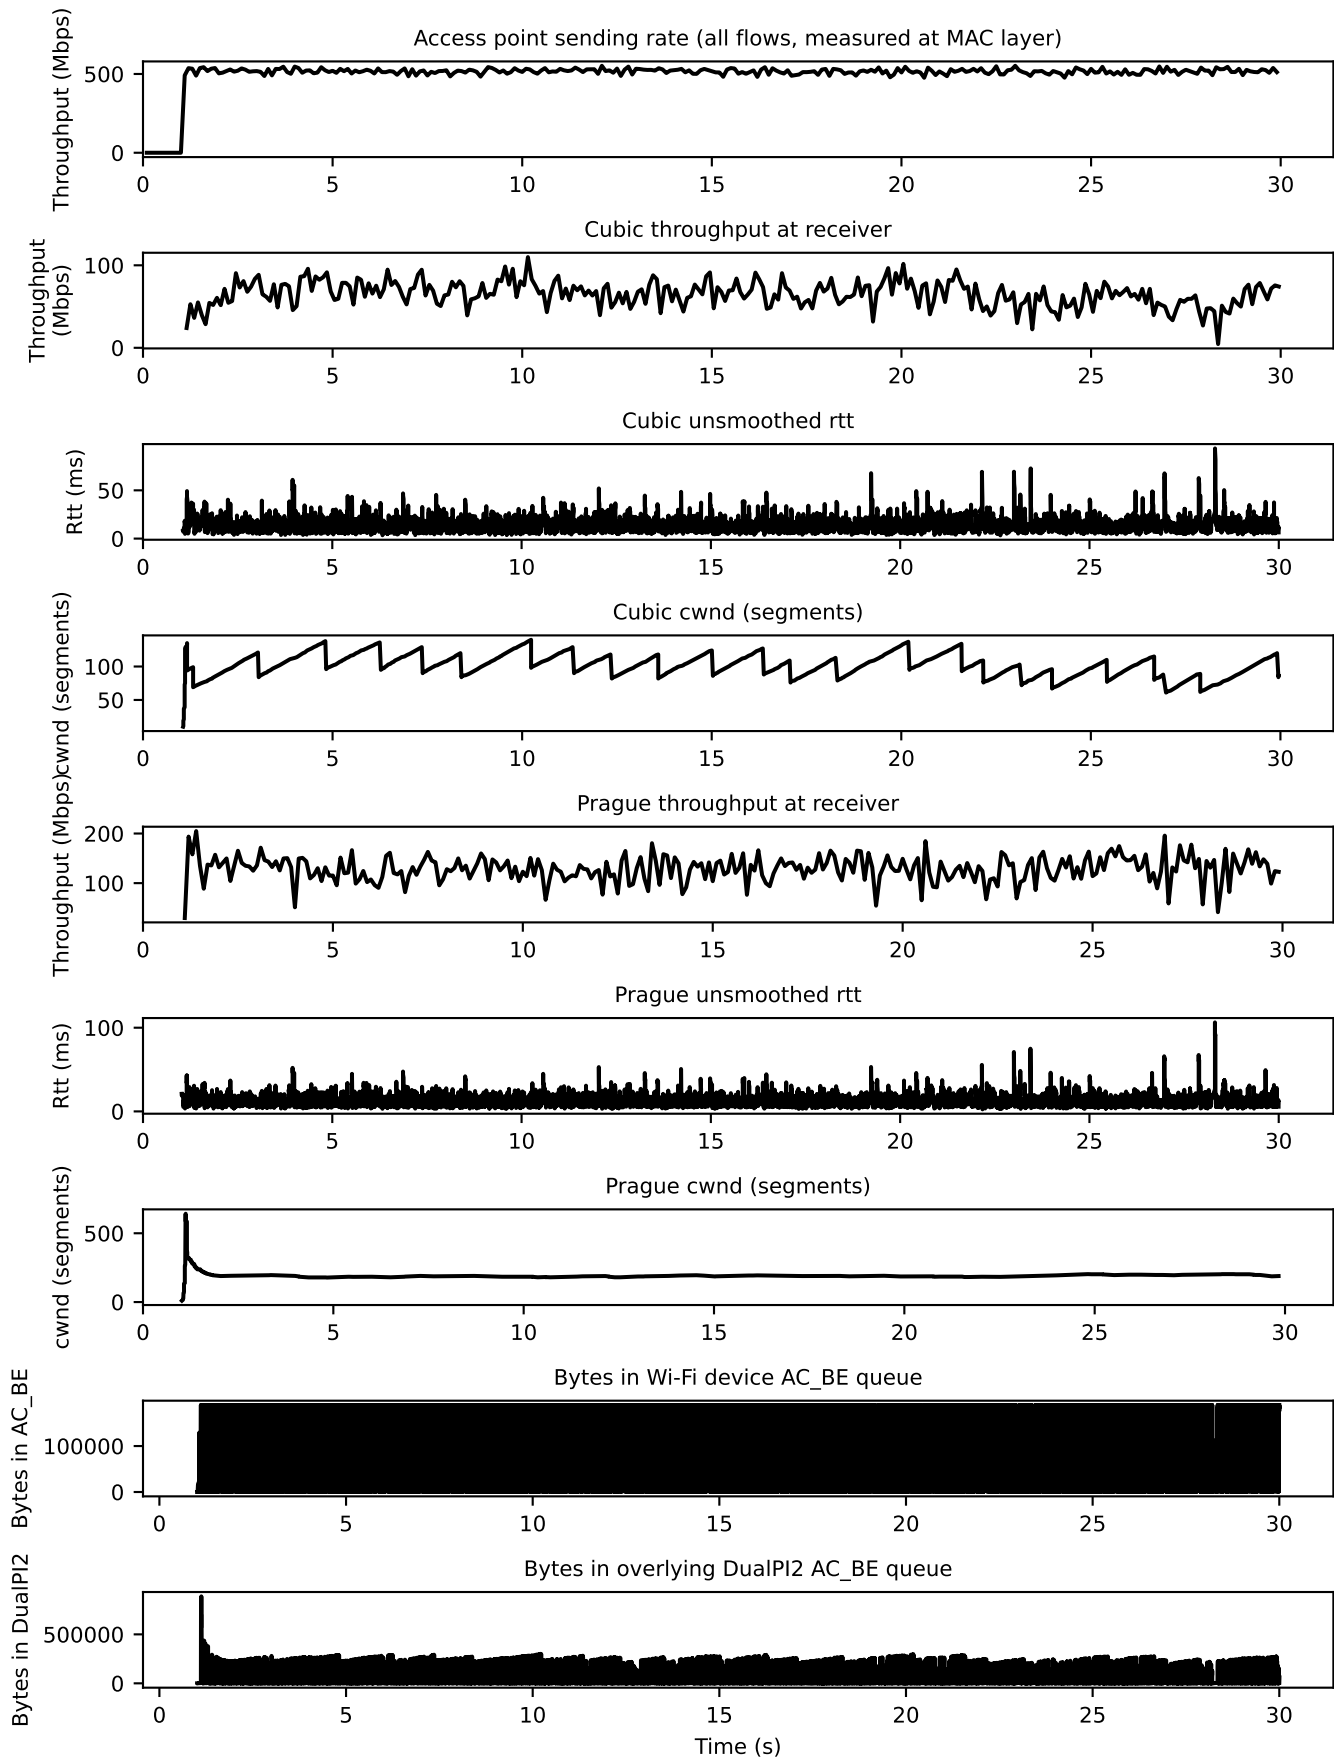 Access point sending rate (all flows, measured at MAC layer)
Throughput (Mbps)
500
0
0 5 10 15 20 25 30
Cubic throughput at receiver
Throughput
(Mbps)
100
0
0 5 10 15 20 25 30
Cubic unsmoothed rtt
Rtt (ms)
50
0
0 5 10 15 20 25 30
Cubic cwnd (segments)
cwnd (segments)
100
50
0 5 10 15 20 25 30
Prague throughput at receiver
Throughput (Mbps)
200
100
0 5 10 15 20 25 30
Prague unsmoothed rtt
Rtt (ms)
100
0
0 5 10 15 20 25 30
Prague cwnd (segments)
cwnd (segments)
500
0
0 5 10 15 20 25 30
Bytes in Wi-Fi device AC_BE queue
Bytes in AC_BE
100000
0
0 5 10 15 20 25 30
Bytes in overlying DualPI2 AC_BE queue
Bytes in DualPI2
500000
0
0 5 10 15 20 25 30
Time (s)